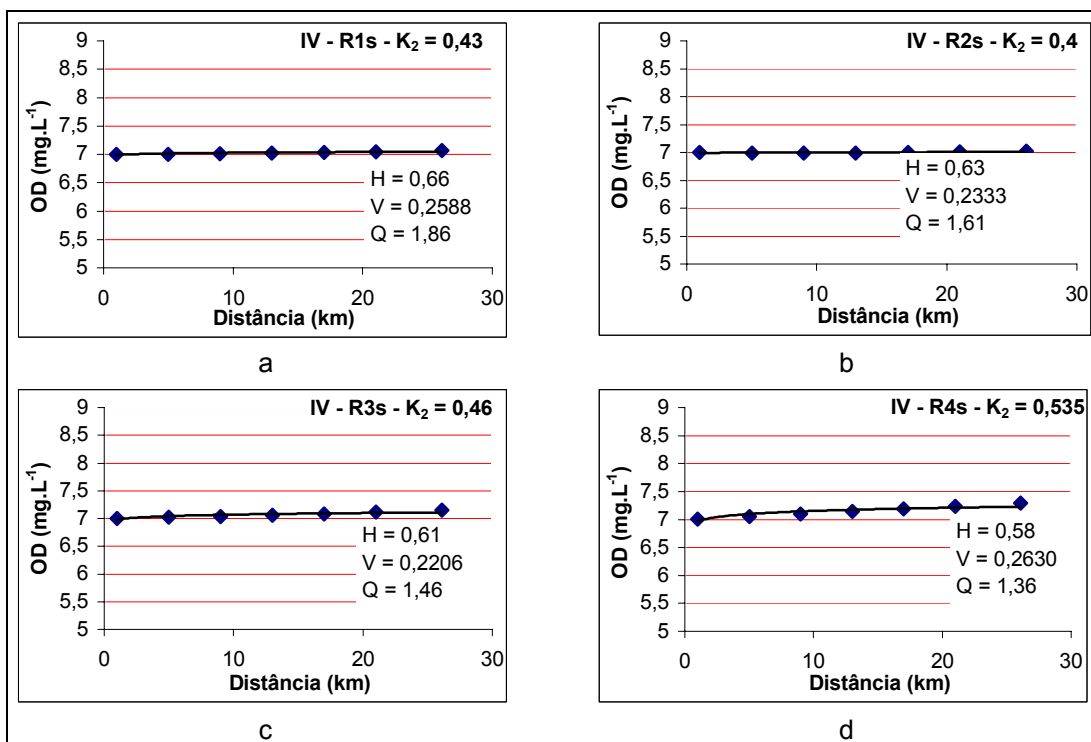 IV - R1s - K2 = 0,43
9
8,5
8
7,5
7
6,5
6
5,5
5
OD (mg.L-1)
H = 0,66
V = 0,2588
Q = 1,86
0 10 20 30
Distância (km)
a
IV - R2s - K2 = 0,4
9
8,5
8
7,5
7
6,5
6
5,5
5
OD (mg.L-1)
H = 0,63
V = 0,2333
Q = 1,61
0 10 20 30
Distância (km)
b
IV - R3s - K2 = 0,46
9
8,5
8
7,5
7
6,5
6
5,5
5
OD (mg.L-1)
H = 0,61
V = 0,2206
Q = 1,46
0 10 20 30
Distância (km)
c
IV - R4s - K2 = 0,535
9
8,5
8
7,5
7
6,5
6
5,5
5
OD (mg.L-1)
H = 0,58
V = 0,2630
Q = 1,36
0 10 20 30
Distância (km)
d